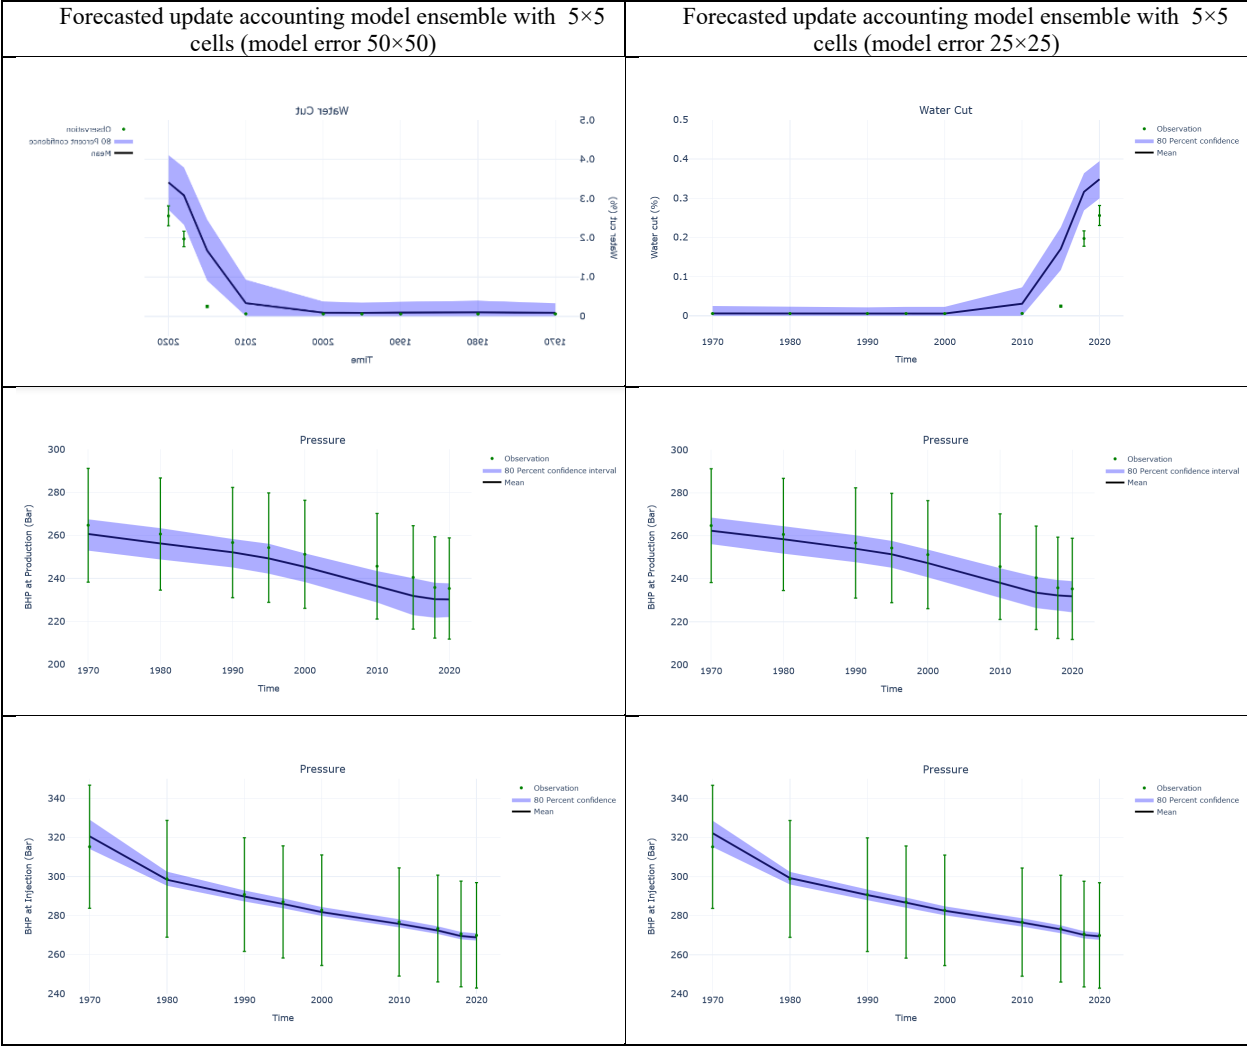 Forecasted update accounting model ensemble with 5×5
cells (model error 50×50)
Forecasted update accounting model ensemble with 5×5
cells (model error 25×25)
Water Cut
Observation
80 Percent confidence
Mean
0.5
0.4
0.3
0.2
0.1
0
Water cut (%)
2020
2010
2000
1990
1980
1970
Time
Water Cut
Observation
80 Percent confidence
Mean
0.5
0.4
0.3
0.2
0.1
0
Water cut (%)
1970
1980
1990
2000
2010
2020
Time
Pressure
Observation
80 Percent confidence interval
Mean
300
280
260
240
220
200
BHP at Production (Bar)
1970
1980
1990
2000
2010
2020
Time
Pressure
Observation
80 Percent confidence interval
Mean
300
280
260
240
220
200
BHP at Production (Bar)
1970
1980
1990
2000
2010
2020
Time
Pressure
Observation
80 Percent confidence
Mean
340
320
300
280
260
240
BHP at Injection (Bar)
1970
1980
1990
2000
2010
2020
Time
Pressure
Observation
80 Percent confidence
Mean
340
320
300
280
260
240
BHP at Injection (Bar)
1970
1980
1990
2000
2010
2020
Time